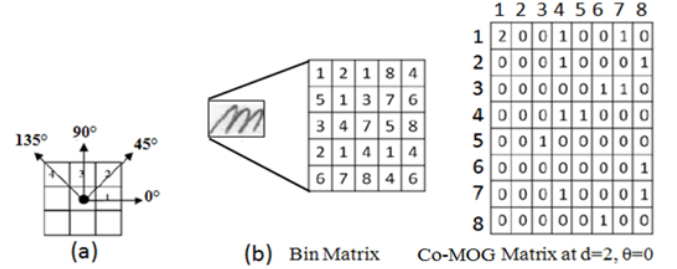 135° 90° 45°
4 3 2
1 0°
(a)
1 2 1 8 4
5 1 3 7 6
3 4 7 5 8
2 1 4 1 4
6 7 8 4 6
(b) Bin Matrix
1 2 3 4 5 6 7 8
1 2 0 0 1 0 0 1 0
2 0 0 0 1 0 0 0 1
3 0 0 0 0 0 1 1 0
4 0 0 0 1 1 0 0 0
5 0 0 1 0 0 0 0 0
6 0 0 0 0 0 0 0 1
7 0 0 0 1 0 0 0 1
8 0 0 0 0 0 1 0 0
Co-MOG Matrix at d=2, θ=0